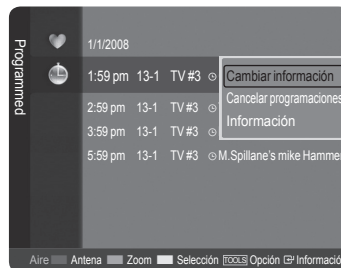 Programmed
1/1/2008
1:59 pm 13-1 TV #3 Cambiar información
2:59 pm 13-1 TV #3 Cancelar programaciones
3:59 pm 13-1 TV #3 Información
5:59 pm 13-1 TV #3 M.Spillane's mike Hammer
Aire Antena Zoom Selección TOOLS Opción Informació